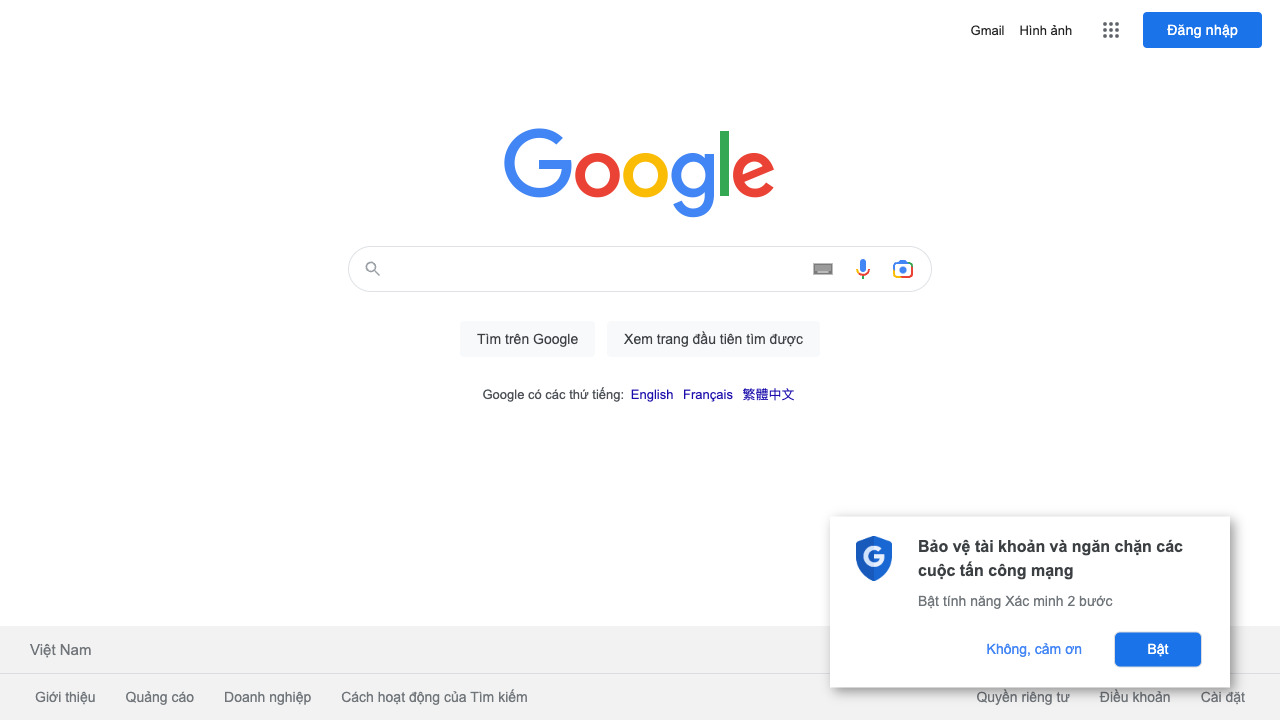 Gmail
Hình ảnh
Đăng nhập
Google
Tìm trên Google
Xem trang đầu tiên tìm được
Google có các thứ tiếng: English Français 繁體中文
Bảo vệ tài khoản và ngăn chặn các
cuộc tấn công mạng
Bật tính năng Xác minh 2 bước
Không, cảm ơn
Bật
Việt Nam
Giới thiệu
Quảng cáo
Doanh nghiệp
Cách hoạt động của Tìm kiếm
Quyền riêng tư
Điều khoản
Cài đặt